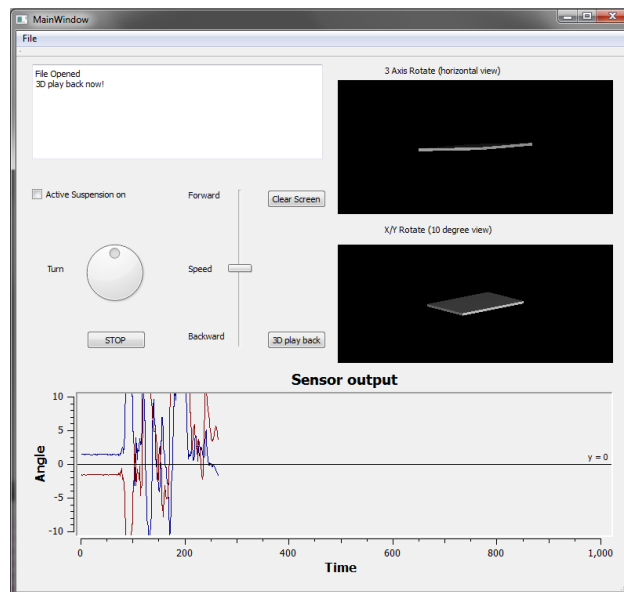 MainWindow
File
File Opened
3D play back now!
3 Axis Rotate (horizontal view)
Active Suspension on
Forward
Clear Screen
X/Y Rotate (10 degree view)
Turn
Speed
STOP
Backward
3D play back
Sensor output
Angle
10
5
0
-5
-10
y = 0
0
200
400
600
800
1,000
Time